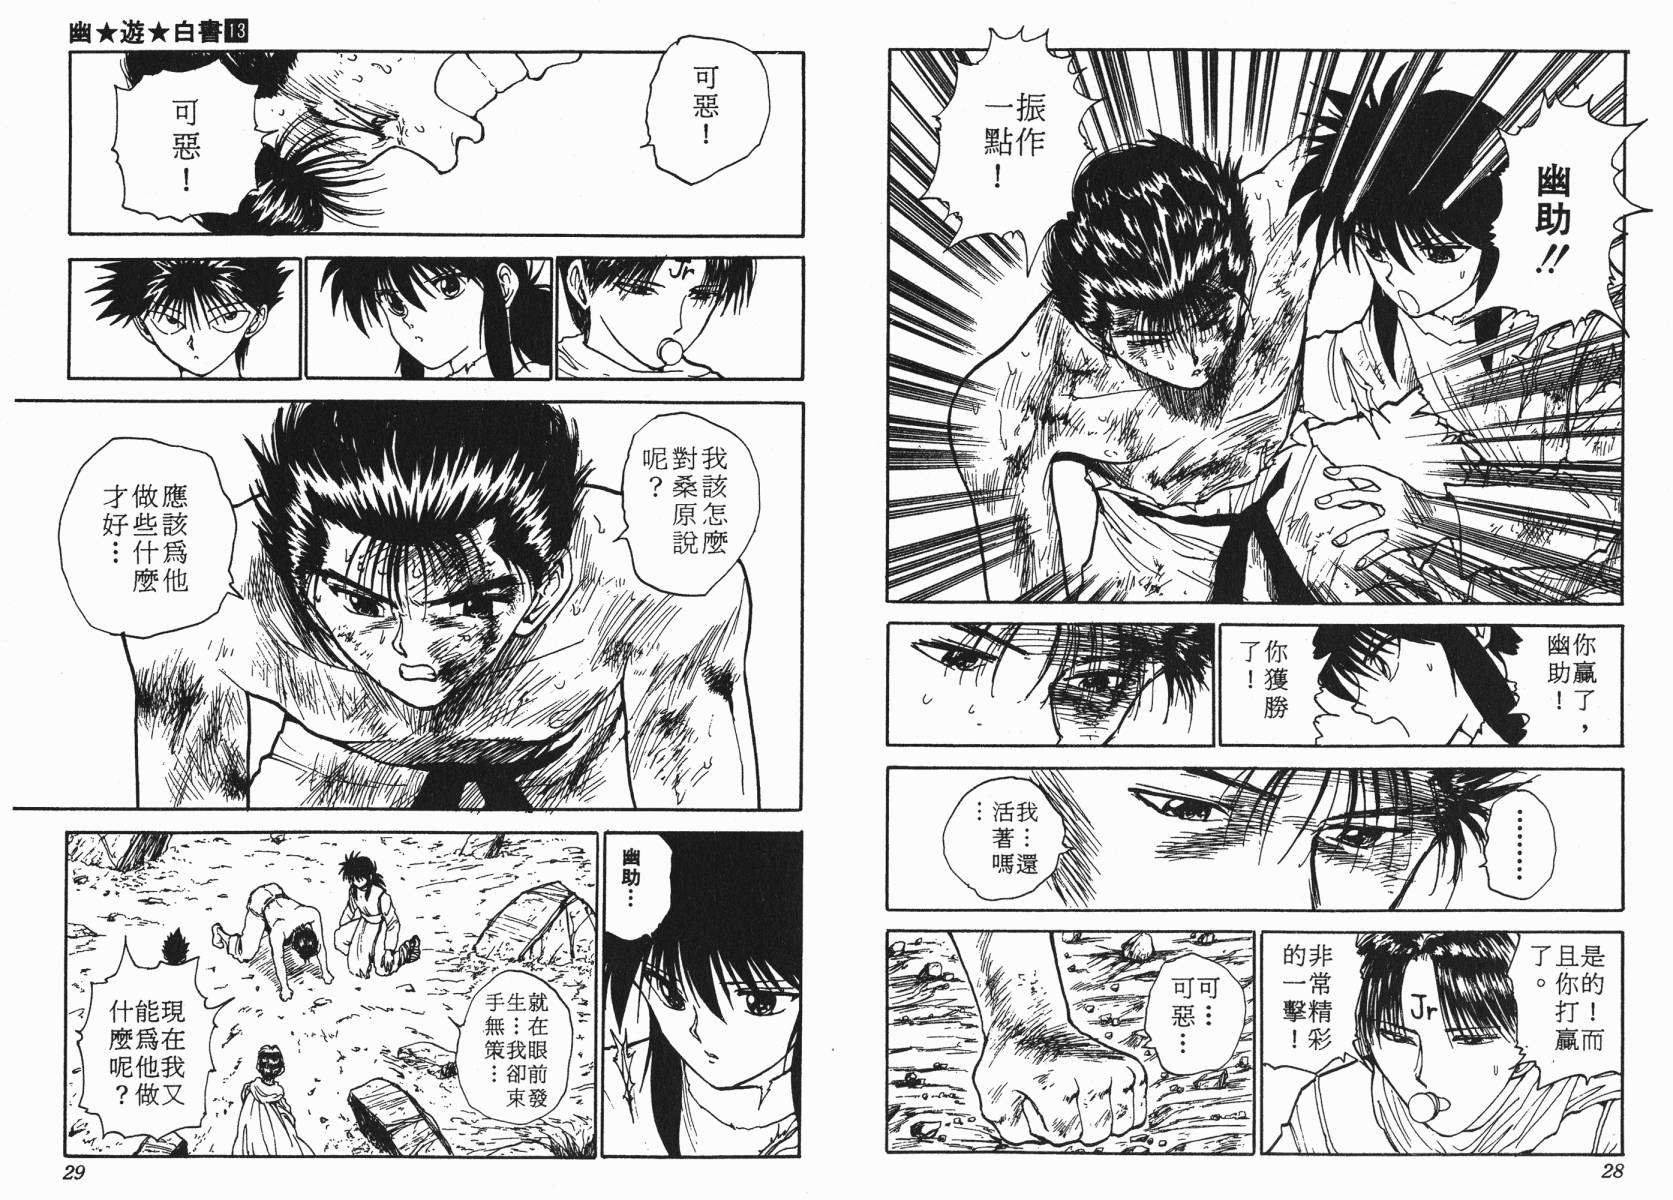 幽助!!
振作
一點!
你贏了,
幽助!
你獲勝
了!
………
我…還
活著嗎
…
是的!而
且你打贏
了。
非常精彩
的一擊!
Jr
可…
可惡…
28
幽★遊★白書13
可惡!
可惡!
Jr
我該怎麼
對桑原說
呢?
應該為他
做些什麼
才好…
幽助…
就在眼前發
生…我卻束
手無策…
現在我又
能為他做
什麼呢?
29